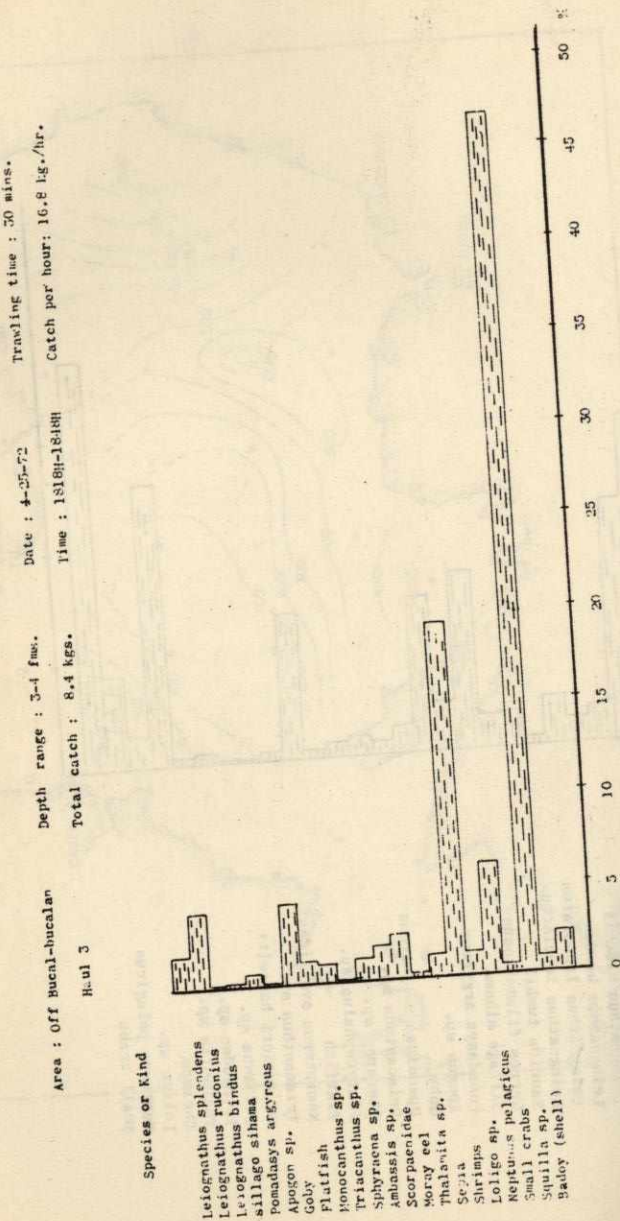 Area : Off Bucal-bucalan Depth range : 3-4 fms. Date : 4-25-72 Trawling time : 30 mins.
Haul 3 Total catch : 8.4 kgs. Time : 1818H-1848H Catch per hour: 16.8 kg./hr.
Species or Kind
Leiognathus splendens
Leiognathus ruconius
Leiognathus bindus
sillago sihama
Pomadasys argyreus
Apogon sp.
Goby
Flatfish
Monocanthus sp.
Triacanthus sp.
Sphyraena sp.
Ambassis sp.
Scorpaenidae
Moray eel
Thalanita sp.
Sepia
Shrimps
Loligo sp.
Neptunus pelagicus
Small crabs
Squilla sp.
Badoy (shell)
0 5 10 15 20 25 30 35 40 45 50 %